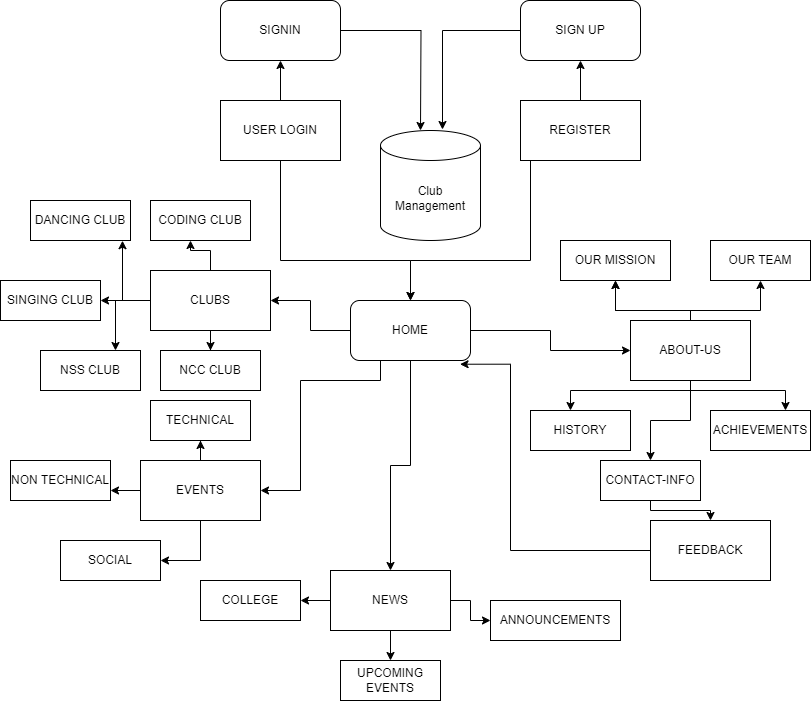 SIGNIN
SIGN UP
USER LOGIN
REGISTER
Club
Management
DANCING CLUB
CODING CLUB
OUR MISSION
OUR TEAM
SINGING CLUB
CLUBS
HOME
ABOUT-US
NSS CLUB
NCC CLUB
TECHNICAL
HISTORY
ACHIEVEMENTS
NON TECHNICAL
EVENTS
CONTACT-INFO
SOCIAL
FEEDBACK
COLLEGE
NEWS
ANNOUNCEMENTS
UPCOMING
EVENTS